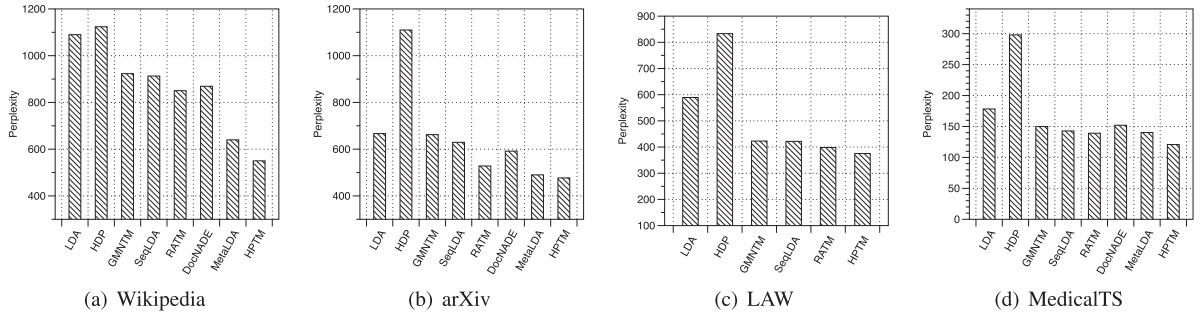 1200
1000
800
600
400
Perplexity
LDA
HDP
GMNTM
SeqLDA
RATM
DocNADE
MetaLDA
HPTM
(a) Wikipedia
1200
1000
800
600
400
Perplexity
LDA
HDP
GMNTM
SeqLDA
RATM
DocNADE
MetaLDA
HPTM
(b) arXiv
900
800
700
600
500
400
300
200
100
Perplexity
LDA
HDP
GMNTM
SeqLDA
RATM
HPTM
(c) LAW
300
250
200
150
100
50
0
Perplexity
LDA
HDP
GMNTM
SeqLDA
RATM
DocNADE
MetaLDA
HPTM
(d) MedicalTS